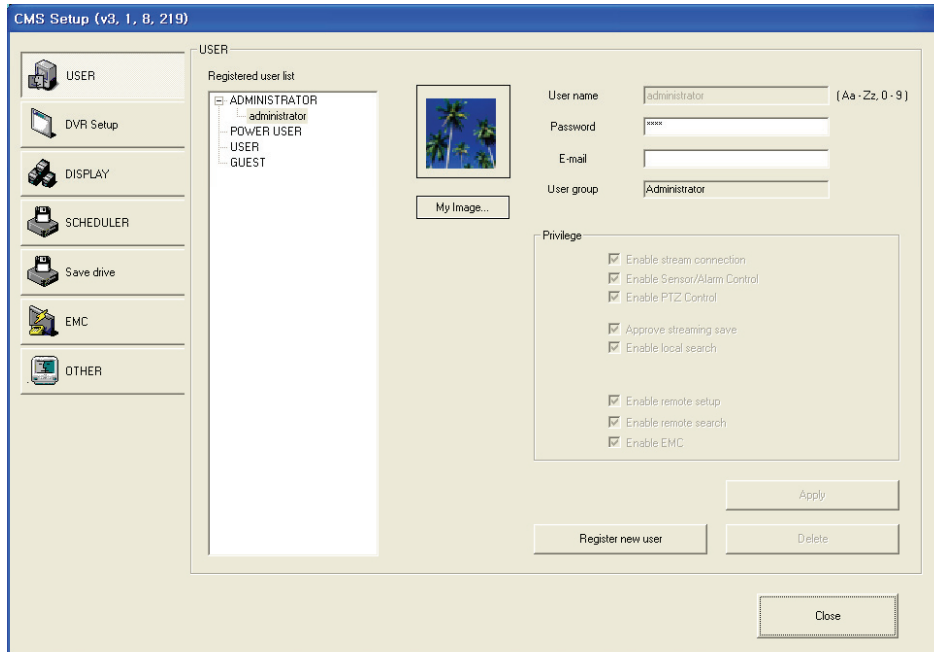 CMS Setup (v3, 1, 8, 219)
USER
DVR Setup
DISPLAY
SCHEDULER
Save drive
EMC
OTHER
USER
Registered user list
ADMINISTRATOR
administrator
POWER USER
USER
GUEST
My Image...
User name administrator ( Aa - Zz, 0 - 9 )
Password ****
E-mail
User group Administrator
Privilege
Enable stream connection
Enable Sensor/Alarm Control
Enable PTZ Control
Approve streaming save
Enable local search
Enable remote setup
Enable remote search
Enable EMC
Apply
Register new user
Delete
Close